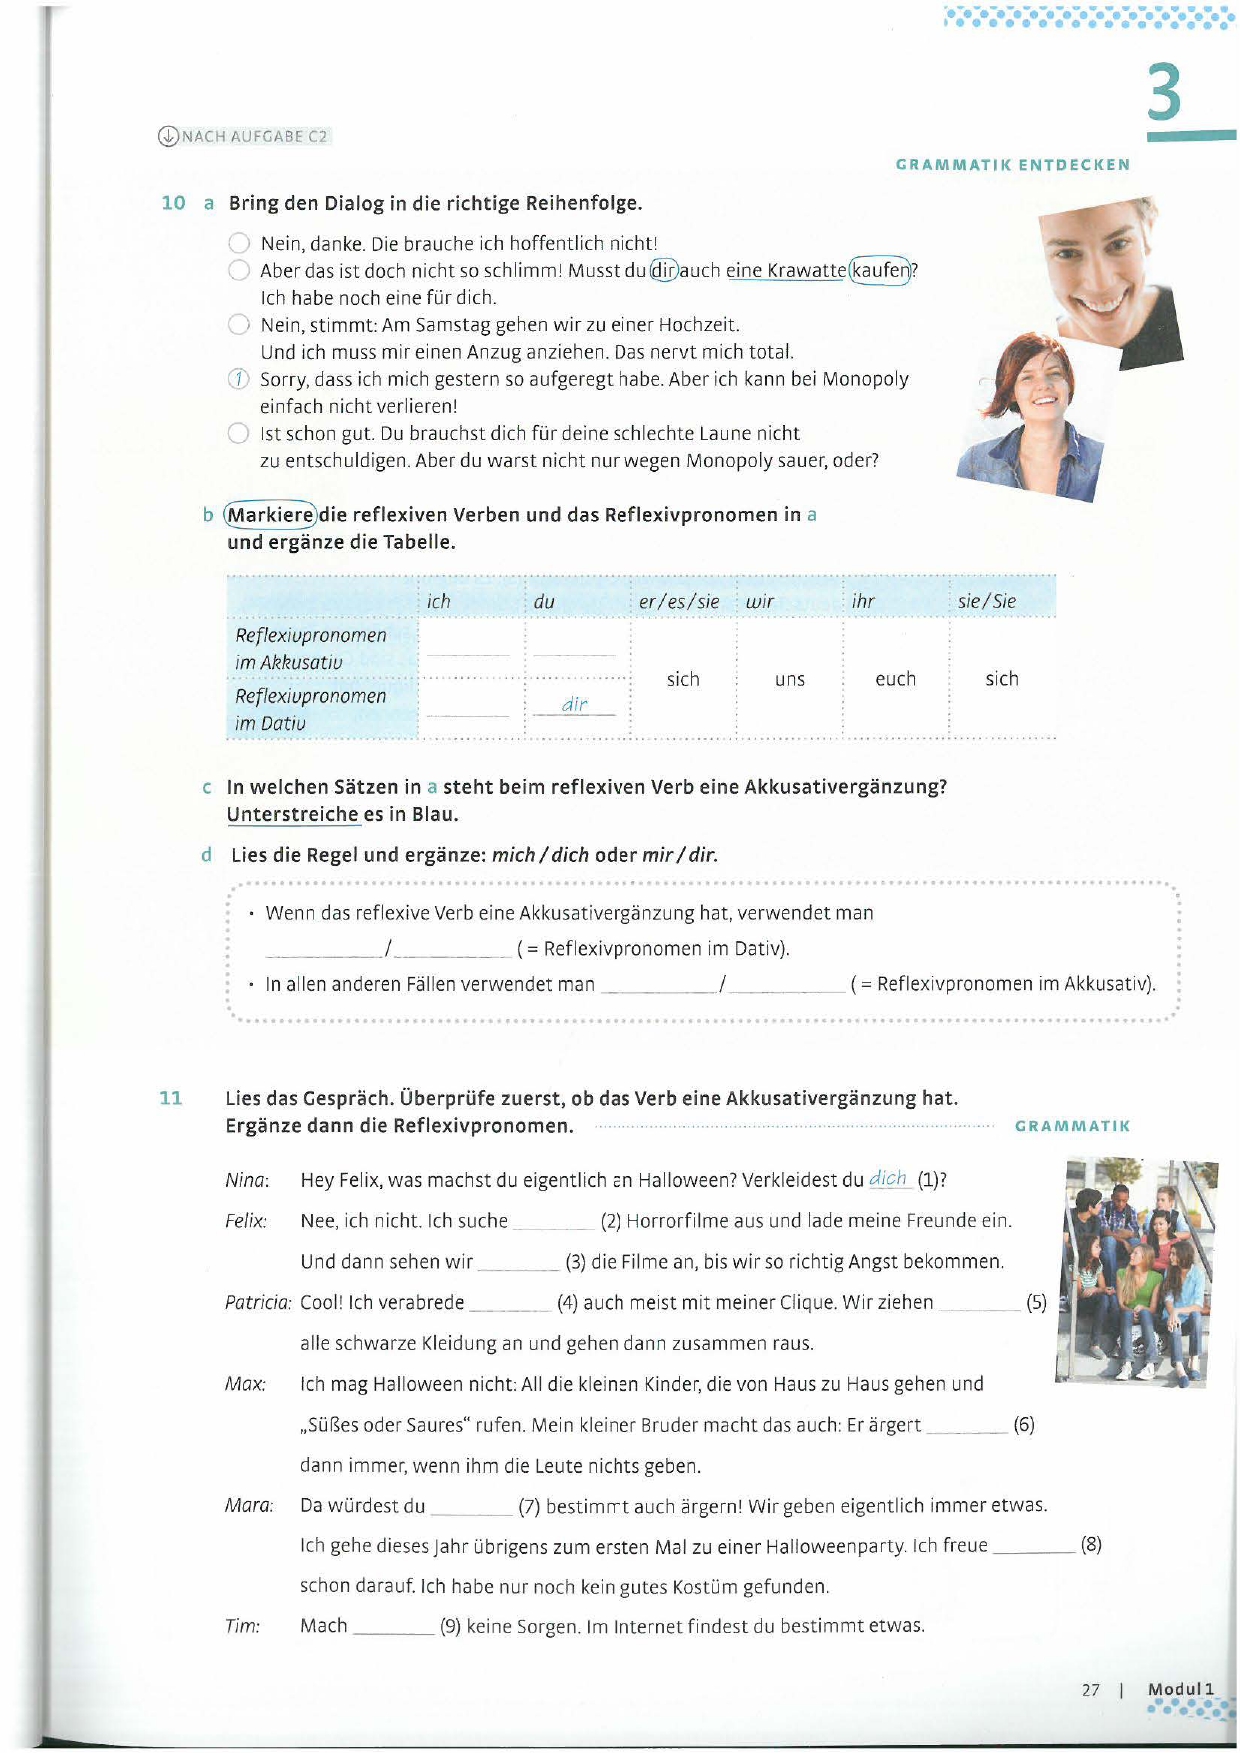 3
NACH AUFGABE C2
GRAMMATIK ENTDECKEN
10 a Bring den Dialog in die richtige Reihenfolge.
Nein, danke. Die brauche ich hoffentlich nicht!
Aber das ist doch nicht so schlimm! Musst du dir auch eine Krawatte kaufen?
Ich habe noch eine für dich.
Nein, stimmt: Am Samstag gehen wir zu einer Hochzeit.
Und ich muss mir einen Anzug anziehen. Das nervt mich total.
1 Sorry, dass ich mich gestern so aufgeregt habe. Aber ich kann bei Monopoly
einfach nicht verlieren!
Ist schon gut. Du brauchst dich für deine schlechte Laune nicht
zu entschuldigen. Aber du warst nicht nur wegen Monopoly sauer, oder?
b Markiere die reflexiven Verben und das Reflexivpronomen in a
und ergänze die Tabelle.
ich du er/es/sie wir ihr sie/Sie
Reflexivpronomen
im Akkusativ
sich uns euch sich
Reflexivpronomen
dir
im Dativ
c In welchen Sätzen in a steht beim reflexiven Verb eine Akkusativergänzung?
Unterstreiche es in Blau.
d Lies die Regel und ergänze: mich / dich oder mir / dir.
· Wenn das reflexive Verb eine Akkusativergänzung hat, verwendet man
__________/__________ (= Reflexivpronomen im Dativ).
· In allen anderen Fällen verwendet man __________/__________ (= Reflexivpronomen im Akkusativ).
11 Lies das Gespräch. Überprüfe zuerst, ob das Verb eine Akkusativergänzung hat.
Ergänze dann die Reflexivpronomen. GRAMMATIK
Nina: Hey Felix, was machst du eigentlich an Halloween? Verkleidest du dich (1)?
Felix: Nee, ich nicht. Ich suche _______ (2) Horrorfilme aus und lade meine Freunde ein.
Und dann sehen wir _______ (3) die Filme an, bis wir so richtig Angst bekommen.
Patricia: Cool! Ich verabrede _______ (4) auch meist mit meiner Clique. Wir ziehen _______ (5)
alle schwarze Kleidung an und gehen dann zusammen raus.
Max: Ich mag Halloween nicht: All die kleinen Kinder, die von Haus zu Haus gehen und
„Süßes oder Saures“ rufen. Mein kleiner Bruder macht das auch: Er ärgert _______ (6)
dann immer, wenn ihm die Leute nichts geben.
Mara: Da würdest du _______ (7) bestimmt auch ärgern! Wir geben eigentlich immer etwas.
Ich gehe dieses Jahr übrigens zum ersten Mal zu einer Halloweenparty. Ich freue _______ (8)
schon darauf. Ich habe nur noch kein gutes Kostüm gefunden.
Tim: Mach _______ (9) keine Sorgen. Im Internet findest du bestimmt etwas.
27 | Modul 1